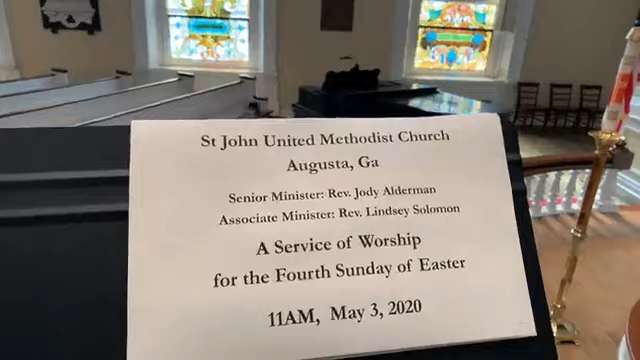 St John United Methodist Church
Augusta, Ga
Senior Minister: Rev. Jody Alderman
Associate Minister: Rev. Lindsey Solomon
A Service of Worship
for the Fourth Sunday of Easter
11AM, May 3, 2020